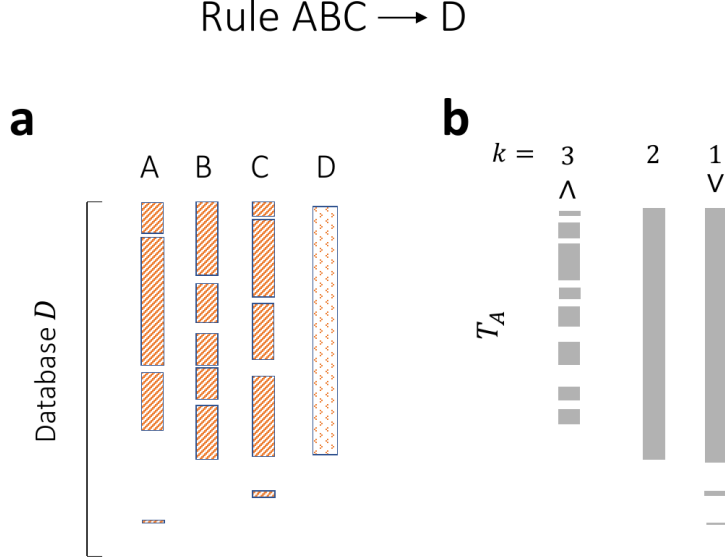 Rule ABC ⟶ D
a
A B C D
Database D
b
k = 3 2 1
∧ ∨
T_A